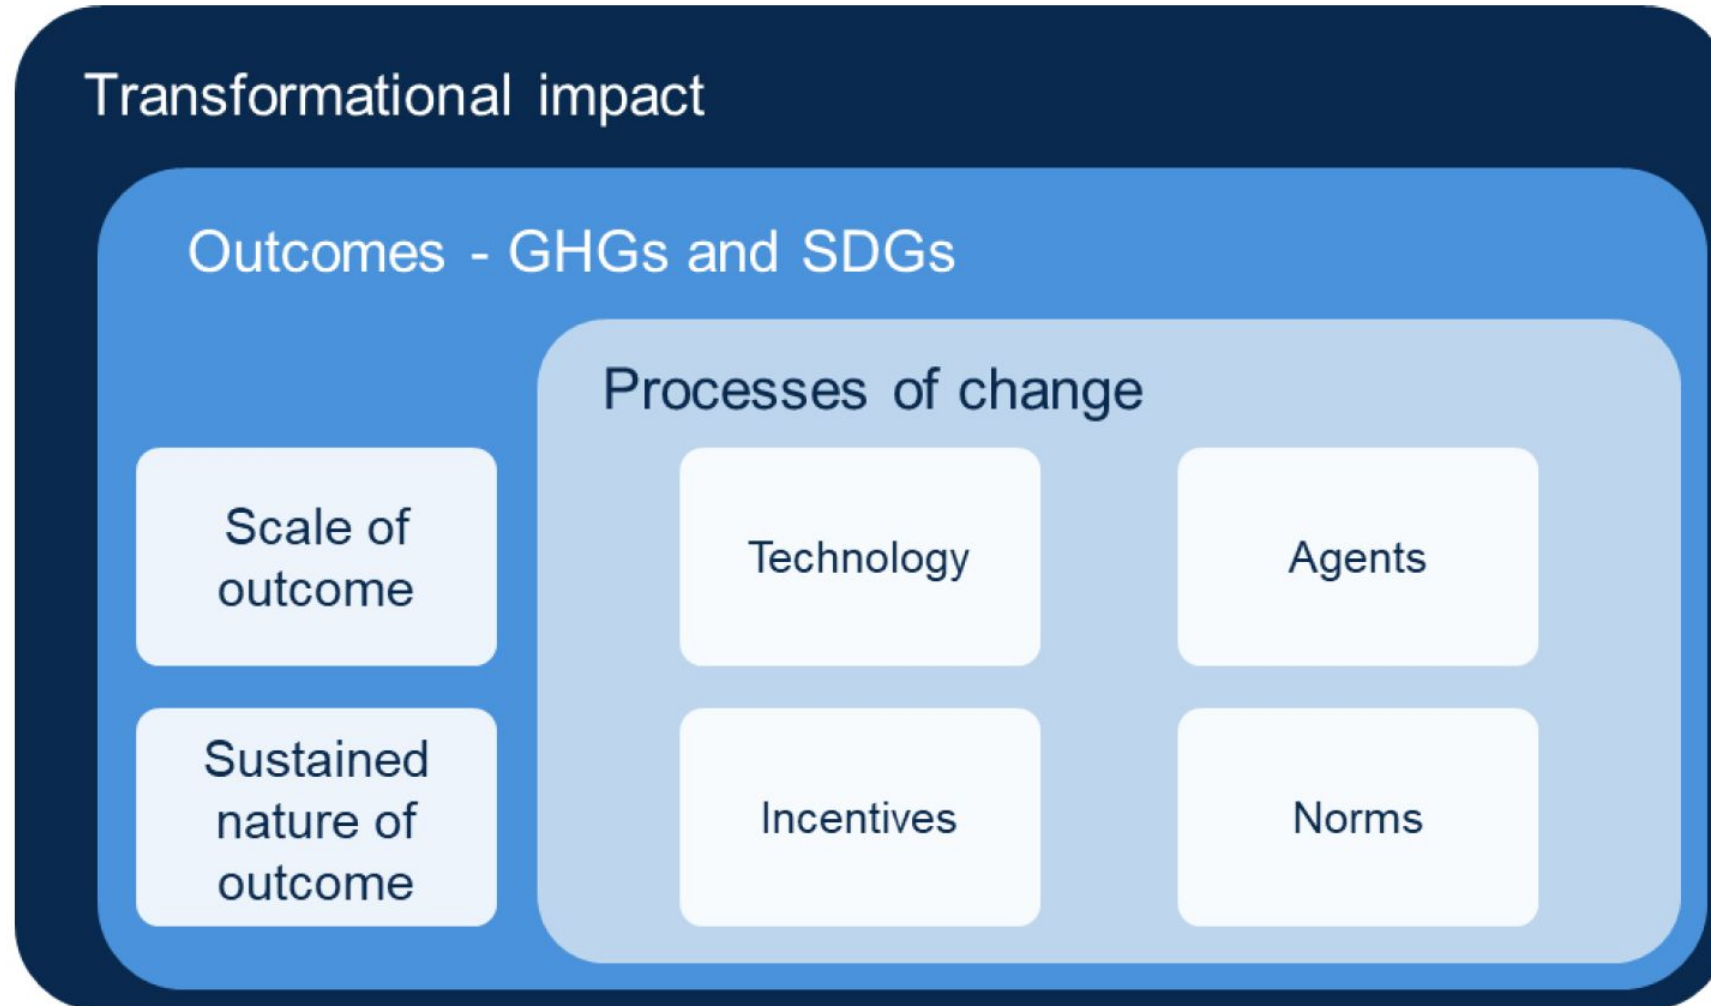 Transformational impact
Outcomes - GHGs and SDGs
Processes of change
Scale of
outcome
Technology
Agents
Sustained
nature of
outcome
Incentives
Norms